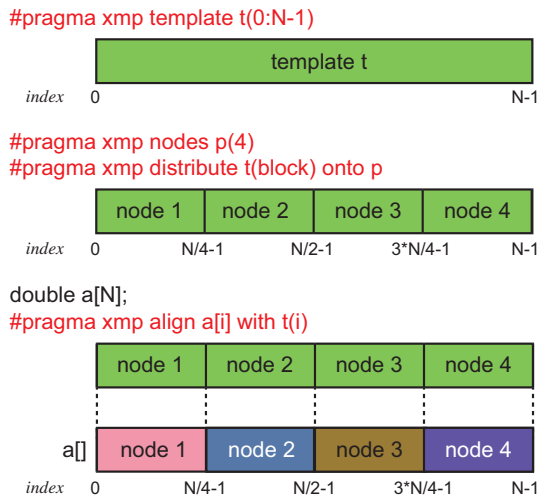 #pragma xmp template t(0:N-1)
template t
index 0 N-1
#pragma xmp nodes p(4)
#pragma xmp distribute t(block) onto p
node 1 node 2 node 3 node 4
index 0 N/4-1 N/2-1 3*N/4-1 N-1
double a[N];
#pragma xmp align a[i] with t(i)
node 1 node 2 node 3 node 4
a[] node 1 node 2 node 3 node 4
index 0 N/4-1 N/2-1 3*N/4-1 N-1